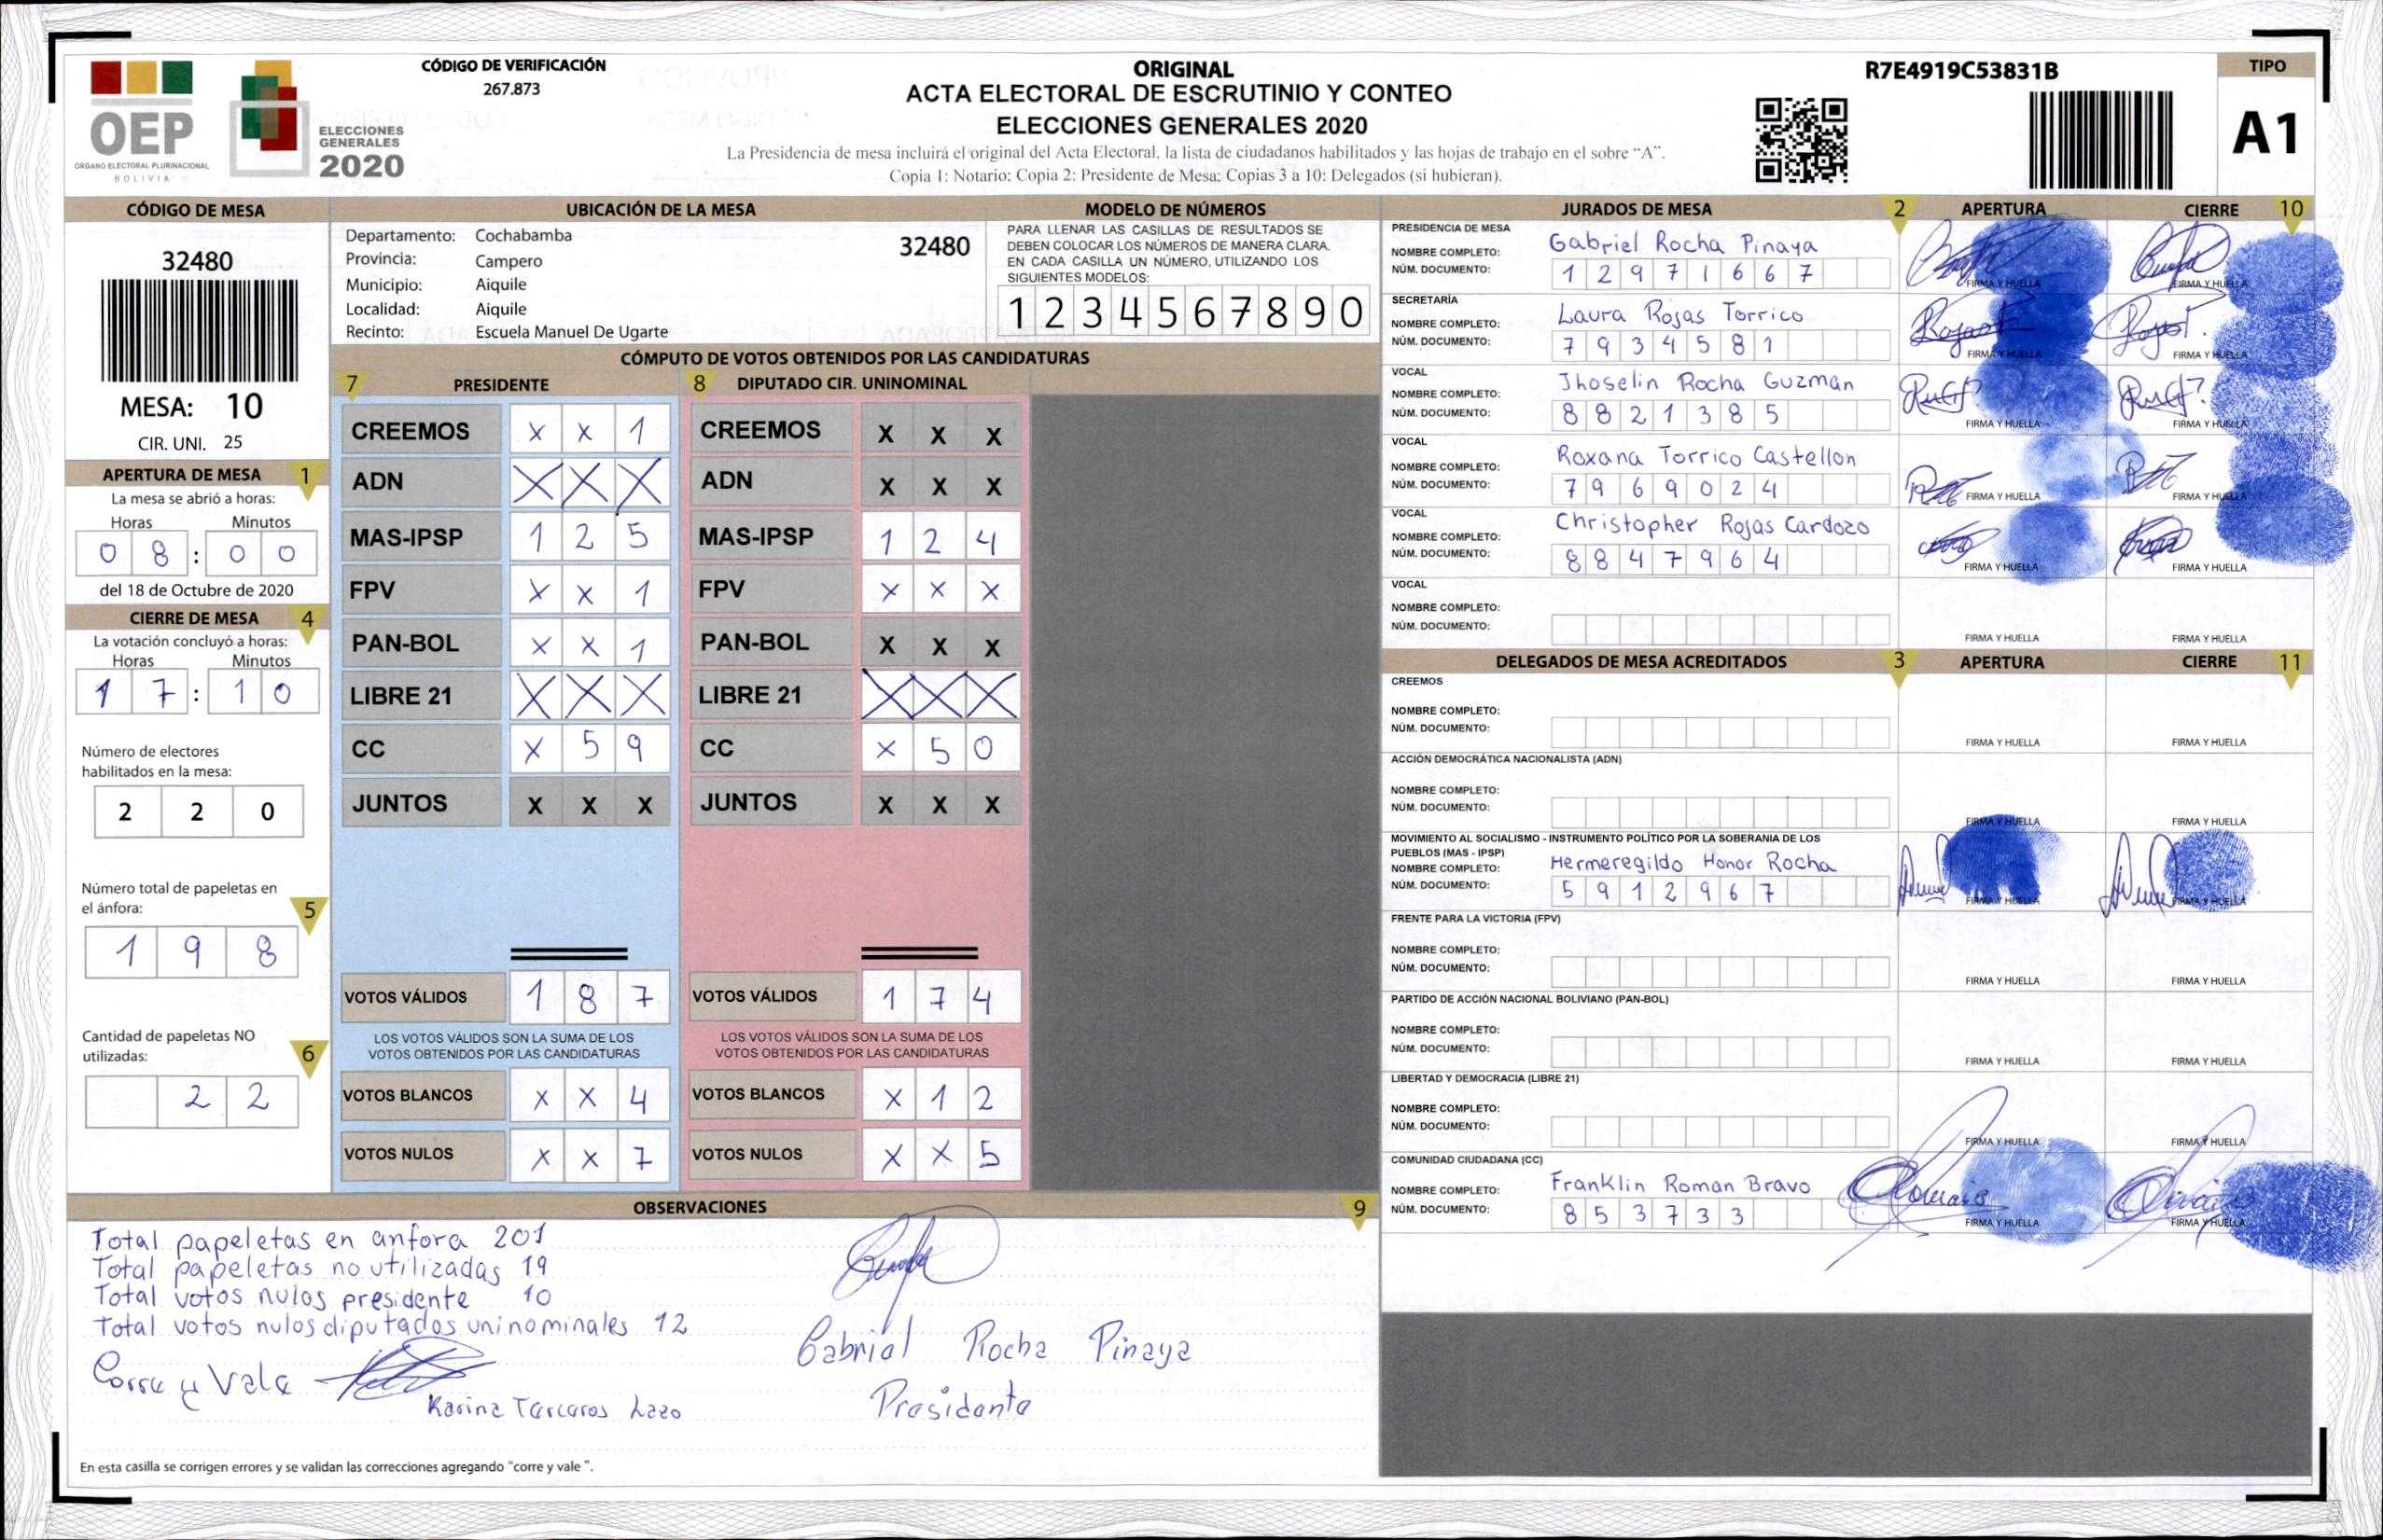 OEP
ÓRGANO ELECTORAL PLURINACIONAL
BOLIVIA
ELECCIONES
GENERALES
2020
CÓDIGO DE VERIFICACIÓN
267.873
ORIGINAL
ACTA ELECTORAL DE ESCRUTINIO Y CONTEO
ELECCIONES GENERALES 2020
La Presidencia de mesa incluirá el original del Acta Electoral, la lista de ciudadanos habilitados y las hojas de trabajo en el sobre "A".
Copia 1: Notario; Copia 2: Presidente de Mesa; Copias 3 a 10: Delegados (si hubieran).
R7E4919C53831B
TIPO
A1
CÓDIGO DE MESA
32480
MESA: 10
CIR. UNI. 25
APERTURA DE MESA 1
La mesa se abrió a horas:
Horas Minutos
0 8 : 0 0
del 18 de Octubre de 2020
CIERRE DE MESA 4
La votación concluyó a horas:
Horas Minutos
1 7 : 1 0
Número de electores
habilitados en la mesa:
2 2 0
Número total de papeletas en
el ánfora: 5
1 9 8
Cantidad de papeletas NO
utilizadas: 6
2 2
UBICACIÓN DE LA MESA
Departamento: Cochabamba
32480
Provincia: Campero
Municipio: Aiquile
Localidad: Aiquile
Recinto: Escuela Manuel De Ugarte
MODELO DE NÚMEROS
PARA LLENAR LAS CASILLAS DE RESULTADOS SE
DEBEN COLOCAR LOS NÚMEROS DE MANERA CLARA.
EN CADA CASILLA UN NÚMERO, UTILIZANDO LOS
SIGUIENTES MODELOS:
1 2 3 4 5 6 7 8 9 0
CÓMPUTO DE VOTOS OBTENIDOS POR LAS CANDIDATURAS
7 PRESIDENTE
CREEMOS X X 1
ADN X X X
MAS-IPSP 1 2 5
FPV X X 1
PAN-BOL X X 1
LIBRE 21 X X X
CC X 5 9
JUNTOS X X X
VOTOS VÁLIDOS 1 8 7
LOS VOTOS VÁLIDOS SON LA SUMA DE LOS
VOTOS OBTENIDOS POR LAS CANDIDATURAS
VOTOS BLANCOS X X 4
VOTOS NULOS X X 7
8 DIPUTADO CIR. UNINOMINAL
CREEMOS X X X
ADN X X X
MAS-IPSP 1 2 4
FPV X X X
PAN-BOL X X X
LIBRE 21 X X X
CC X 5 0
JUNTOS X X X
VOTOS VÁLIDOS 1 7 4
LOS VOTOS VÁLIDOS SON LA SUMA DE LOS
VOTOS OBTENIDOS POR LAS CANDIDATURAS
VOTOS BLANCOS X 1 2
VOTOS NULOS X X 5
OBSERVACIONES 9
Total papeletas en anfora 201
Total papeletas no utilizadas 19
Total votos nulos presidente 10
Total votos nulos diputados uninominales 12
Corre y Vale
Karina Lazo
Gabriel Rocha Pinaya
Presidente
En esta casilla se corrigen errores y se validan las correcciones agregando "corre y vale ".
JURADOS DE MESA 2 APERTURA CIERRE 10
PRESIDENCIA DE MESA
NOMBRE COMPLETO: Gabriel Rocha Pinaya
NÚM. DOCUMENTO: 1 2 9 7 1 6 6 7
FIRMA Y HUELLA FIRMA Y HUELLA
SECRETARÍA
NOMBRE COMPLETO: Laura Rojas Torrico
NÚM. DOCUMENTO: 7 9 3 4 5 8 1
FIRMA Y HUELLA FIRMA Y HUELLA
VOCAL
NOMBRE COMPLETO: Jhoselin Rocha Guzman
NÚM. DOCUMENTO: 8 8 2 1 3 8 5
FIRMA Y HUELLA FIRMA Y HUELLA
VOCAL
NOMBRE COMPLETO: Roxana Torrico Castellon
NÚM. DOCUMENTO: 7 9 6 9 0 2 4
FIRMA Y HUELLA FIRMA Y HUELLA
VOCAL
NOMBRE COMPLETO: Christopher Rojas Cardozo
NÚM. DOCUMENTO: 8 8 4 7 9 6 4
FIRMA Y HUELLA FIRMA Y HUELLA
VOCAL
NOMBRE COMPLETO:
NÚM. DOCUMENTO:
FIRMA Y HUELLA FIRMA Y HUELLA
DELEGADOS DE MESA ACREDITADOS 3 APERTURA CIERRE 11
CREEMOS
NOMBRE COMPLETO:
NÚM. DOCUMENTO:
FIRMA Y HUELLA FIRMA Y HUELLA
ACCIÓN DEMOCRÁTICA NACIONALISTA (ADN)
NOMBRE COMPLETO:
NÚM. DOCUMENTO:
FIRMA Y HUELLA FIRMA Y HUELLA
MOVIMIENTO AL SOCIALISMO - INSTRUMENTO POLÍTICO POR LA SOBERANIA DE LOS
PUEBLOS (MAS - IPSP)
NOMBRE COMPLETO: Hermeregildo Honor Rocha
NÚM. DOCUMENTO: 5 9 1 2 9 6 7
FIRMA Y HUELLA FIRMA Y HUELLA
FRENTE PARA LA VICTORIA (FPV)
NOMBRE COMPLETO:
NÚM. DOCUMENTO:
FIRMA Y HUELLA FIRMA Y HUELLA
PARTIDO DE ACCIÓN NACIONAL BOLIVIANO (PAN-BOL)
NOMBRE COMPLETO:
NÚM. DOCUMENTO:
FIRMA Y HUELLA FIRMA Y HUELLA
LIBERTAD Y DEMOCRACIA (LIBRE 21)
NOMBRE COMPLETO:
NÚM. DOCUMENTO:
FIRMA Y HUELLA FIRMA Y HUELLA
COMUNIDAD CIUDADANA (CC)
NOMBRE COMPLETO: Franklin Roman Bravo
NÚM. DOCUMENTO: 8 5 3 7 3 3
FIRMA Y HUELLA FIRMA Y HUELLA